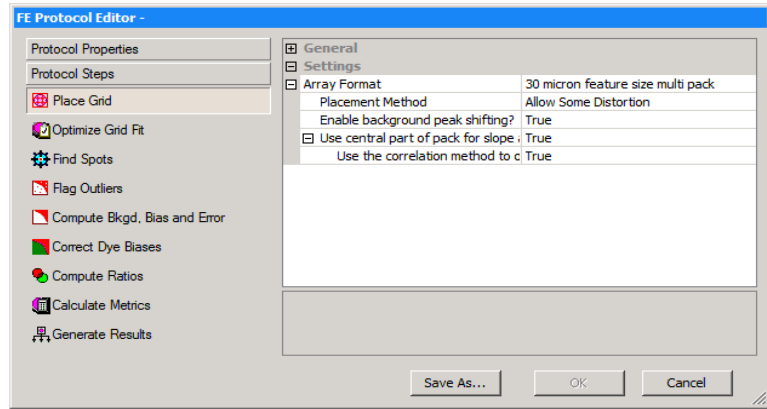 FE Protocol Editor -
Protocol Properties
Protocol Steps
Place Grid
Optimize Grid Fit
Find Spots
Flag Outliers
Compute Bkgd, Bias and Error
Correct Dye Biases
Compute Ratios
Calculate Metrics
Generate Results
General
Settings
Array Format 30 micron feature size multi pack
Placement Method Allow Some Distortion
Enable background peak shifting? True
Use central part of pack for slope True
Use the correlation method to True
Save As...
OK
Cancel